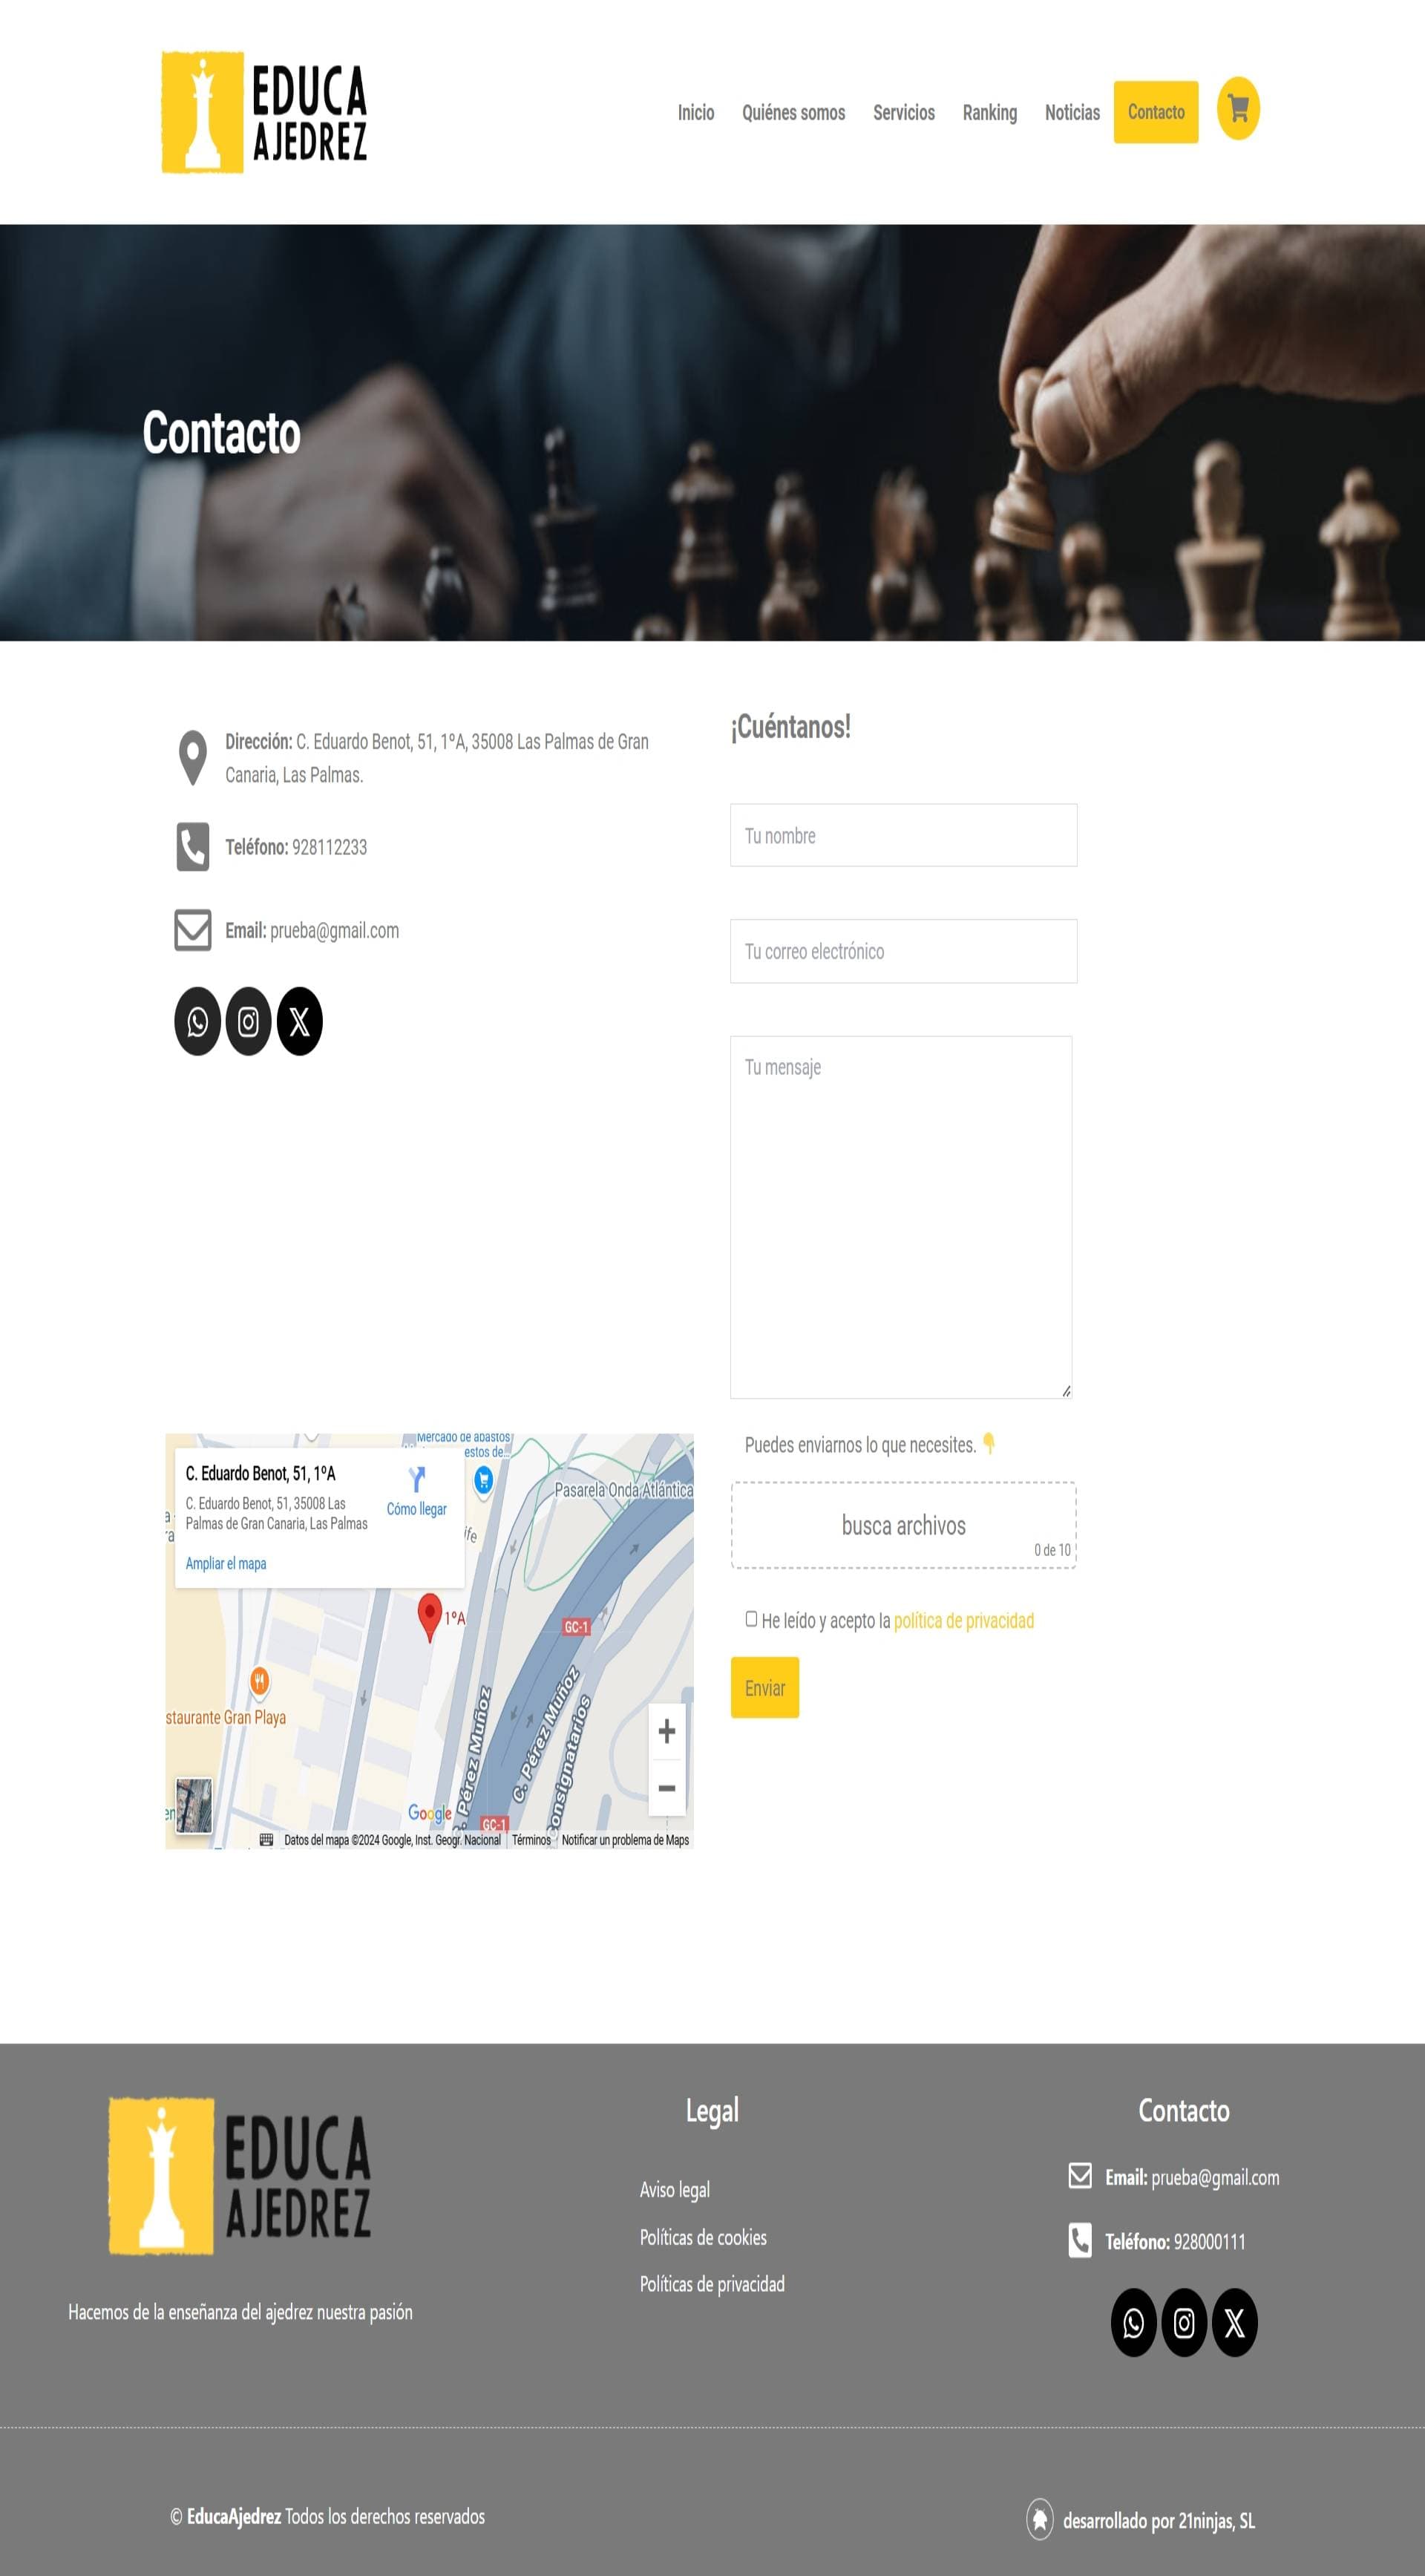 EDUCA
AJEDREZ
Inicio Quiénes somos Servicios Ranking Noticias Contacto
Contacto
Dirección: C. Eduardo Benot, 51, 1ºA, 35008 Las Palmas de Gran
Canaria, Las Palmas.
Teléfono: 928112233
Email: prueba@gmail.com
¡Cuéntanos!
Tu nombre
Tu correo electrónico
Tu mensaje
Puedes enviarnos lo que necesites.
busca archivos
0 de 10
He leído y acepto la política de privacidad
Enviar
Mercado de abastos
estos de...
C. Eduardo Benot, 51, 1ºA
C. Eduardo Benot, 51, 35008 Las
Palmas de Gran Canaria, Las Palmas
Cómo llegar
Ampliar el mapa
Pasarela Onda Atlántica
1ºA
GC-1
staurante Gran Playa
Pérez Muñoz
C. Pérez Muñoz
Consignatarios
GC-1
Google
Datos del mapa ©2024 Google, Inst. Geogr. Nacional Términos Notificar un problema de Maps
EDUCA
AJEDREZ
Hacemos de la enseñanza del ajedrez nuestra pasión
Legal
Aviso legal
Políticas de cookies
Políticas de privacidad
Contacto
Email: prueba@gmail.com
Teléfono: 928000111
© EducaAjedrez Todos los derechos reservados
desarrollado por 21ninjas, SL